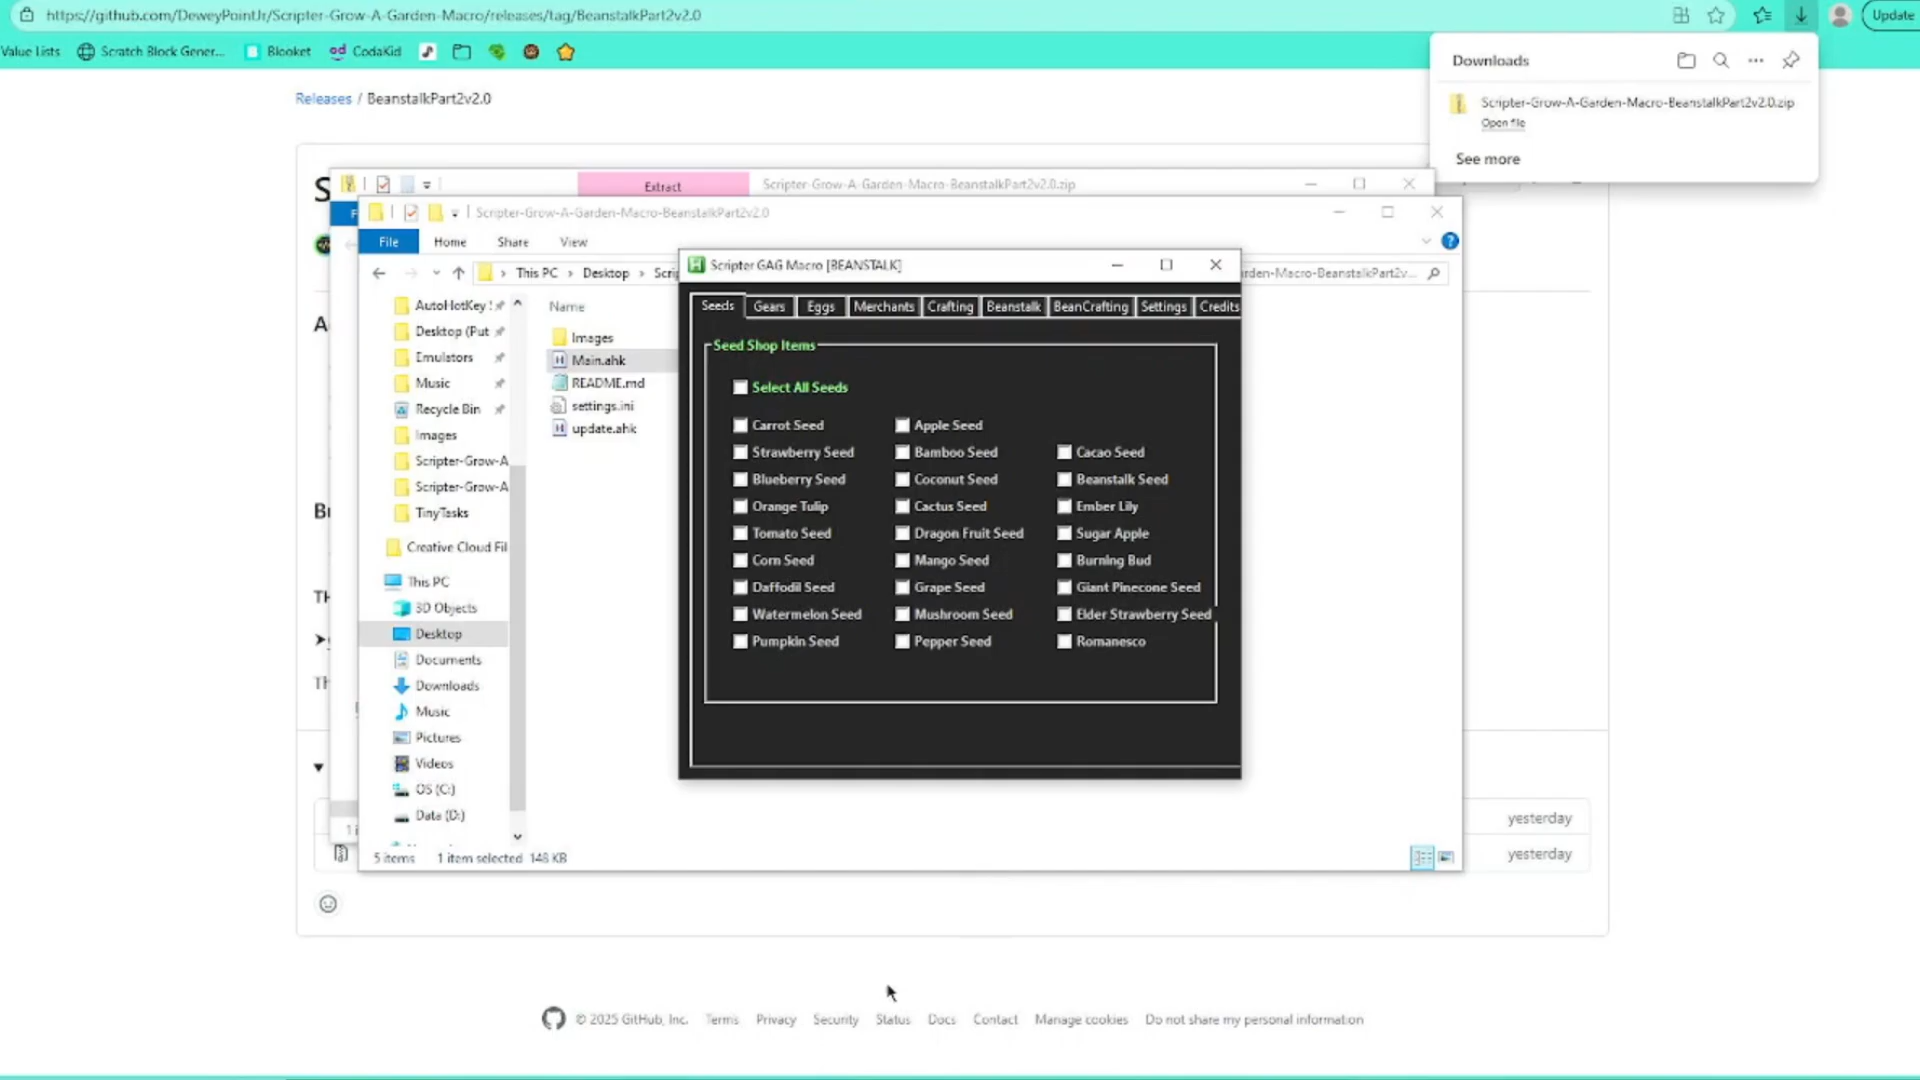 https://github.com/DeweyPointJr/Scripter-Grow-A-Garden-Macro/releases/tag/BeanstalkPart2v2.0
Update
Value Lists
Scratch Block Gener...
Blooket
CodaKid
Downloads
Scripter-Grow-A-Garden-Macro-BeanstalkPart2v2.0.zip
Open file
See more
Releases / BeanstalkPart2v2.0
Extract
Scripter-Grow-A-Garden-Macro-BeanstalkPart2v2.0.zip
Scripter-Grow-A-Garden-Macro-BeanstalkPart2v2.0
File
Home
Share
View
This PC
Desktop
Scrip
rden-Macro-BeanstalkPart2v...
AutoHotKey
Desktop (Put
Emulators
Music
Recycle Bin
Images
Scripter-Grow-A
Scripter-Grow-A
TinyTasks
Creative Cloud Fil
This PC
3D Objects
Desktop
Documents
Downloads
Music
Pictures
Videos
OS (C:)
Data (D:)
Name
Images
Main.ahk
README.md
settings.ini
update.ahk
5 items
1 item selected 148 KB
Scripter GAG Macro [BEANSTALK]
Seeds
Gears
Eggs
Merchants
Crafting
Beanstalk
BeanCrafting
Settings
Credits
Seed Shop Items
Select All Seeds
Carrot Seed
Strawberry Seed
Blueberry Seed
Orange Tulip
Tomato Seed
Corn Seed
Daffodil Seed
Watermelon Seed
Pumpkin Seed
Apple Seed
Bamboo Seed
Coconut Seed
Cactus Seed
Dragon Fruit Seed
Mango Seed
Grape Seed
Mushroom Seed
Pepper Seed
Cacao Seed
Beanstalk Seed
Ember Lily
Sugar Apple
Burning Bud
Giant Pinecone Seed
Elder Strawberry Seed
Romanesco
yesterday
yesterday
© 2025 GitHub, Inc.
Terms
Privacy
Security
Status
Docs
Contact
Manage cookies
Do not share my personal information